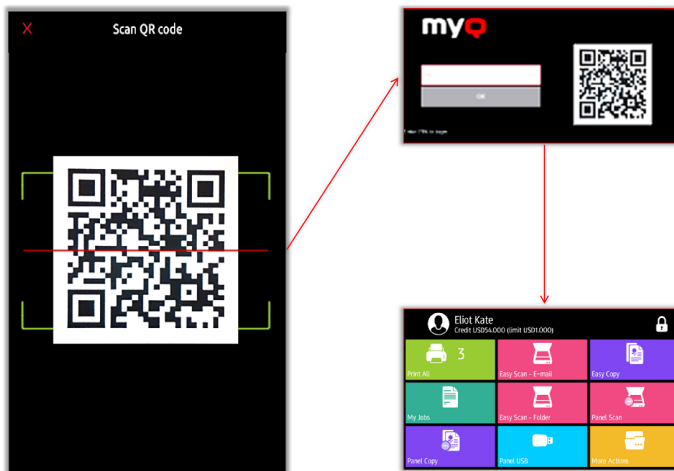 X
Scan QR code
myQ
OK
Enter PIN to login
Eliot Kate
Credit USD54.000 (limit USD1.000)
3
Print All
Easy Scan - E-mail
Easy Copy
My Jobs
Easy Scan - Folder
Panel Scan
Panel Copy
Panel USB
More Actions